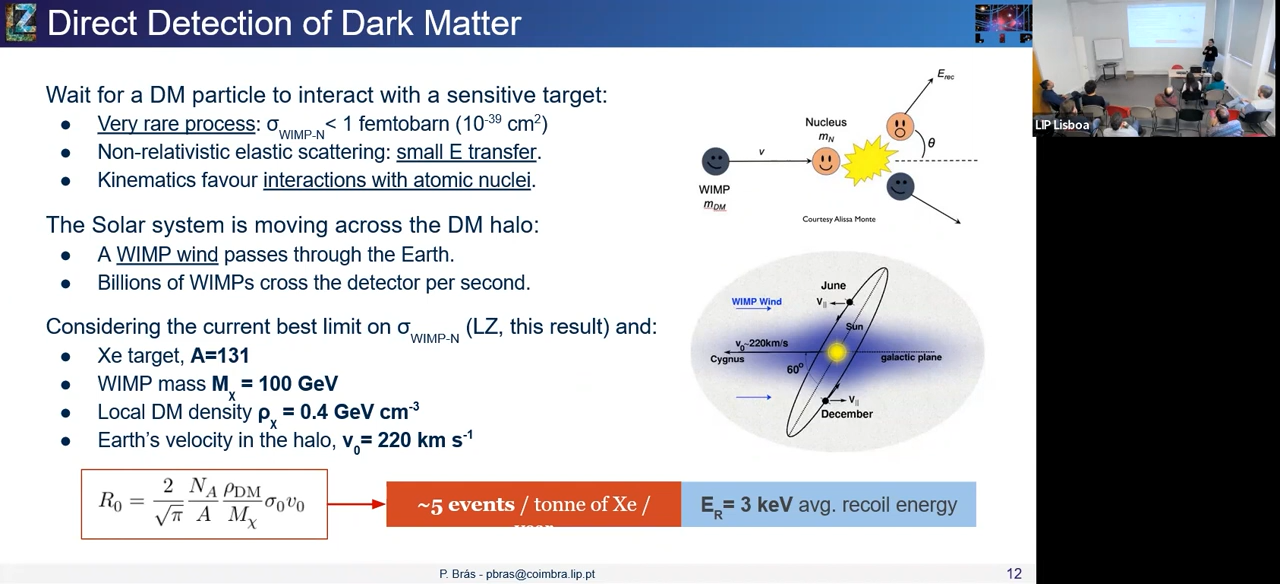 Direct Detection of Dark Matter
Wait for a DM particle to interact with a sensitive target:
● Very rare process: σWIMP-N < 1 femtobarn (10⁻³⁹ cm²)
● Non-relativistic elastic scattering: small E transfer.
● Kinematics favour interactions with atomic nuclei.
The Solar system is moving across the DM halo:
● A WIMP wind passes through the Earth.
● Billions of WIMPs cross the detector per second.
Considering the current best limit on σWIMP-N (LZ, this result) and:
● Xe target, A=131
● WIMP mass Mχ = 100 GeV
● Local DM density ρχ = 0.4 GeV cm⁻³
● Earth's velocity in the halo, v₀= 220 km s⁻¹
R₀ = 2/√π N_A/A ρ_DM/M_χ σ₀v₀
~5 events / tonne of Xe /
E_R= 3 keV avg. recoil energy
E_rec
Nucleus
m_N
v
θ
WIMP
m_DM
Courtesy Alissa Monte
June
WIMP Wind
V||
Sun
v₀~220km/s
Cygnus
galactic plane
60°
V||
December
P. Brás - pbras@coimbra.lip.pt
12
LIP Lisboa